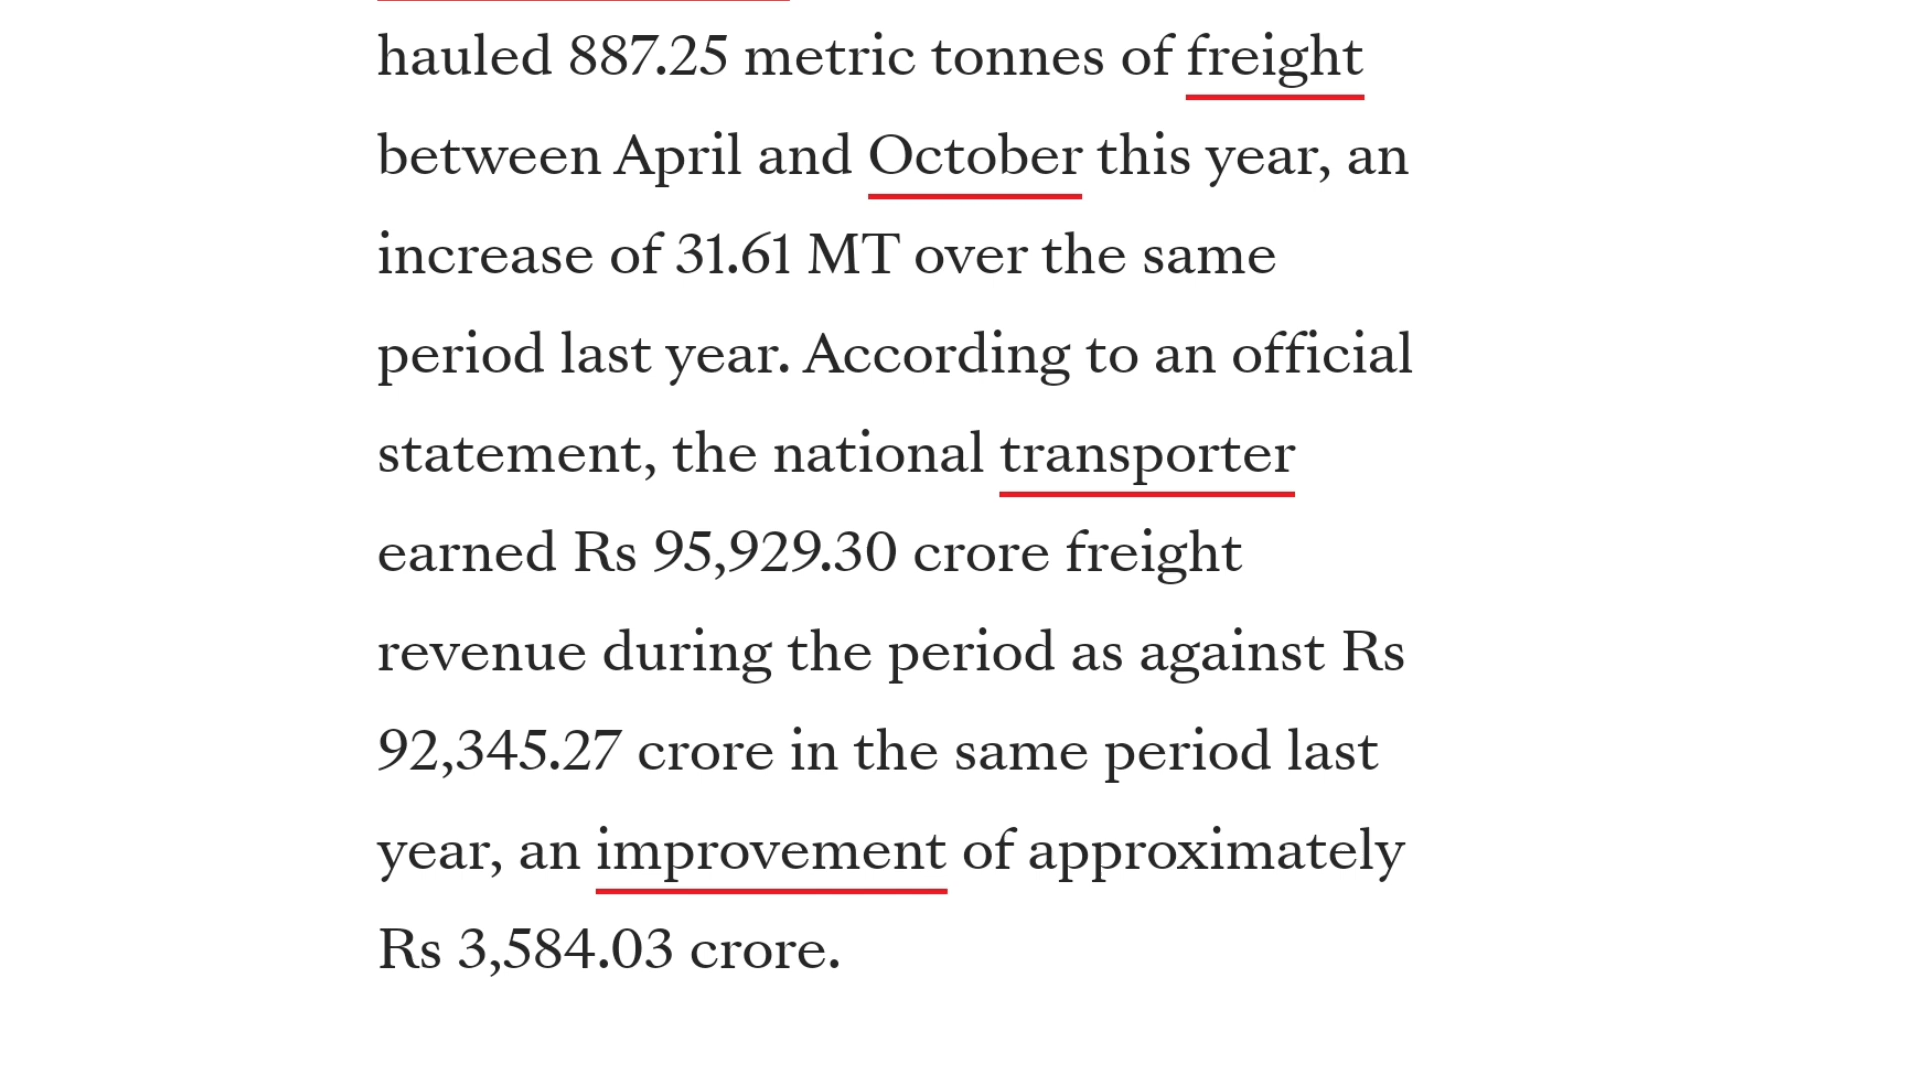 hauled 887.25 metric tonnes of freight
between April and October this year, an
increase of 31.61 MT over the same
period last year. According to an official
statement, the national transporter
earned Rs 95,929.30 crore freight
revenue during the period as against Rs
92,345.27 crore in the same period last
year, an improvement of approximately
Rs 3,584.03 crore.